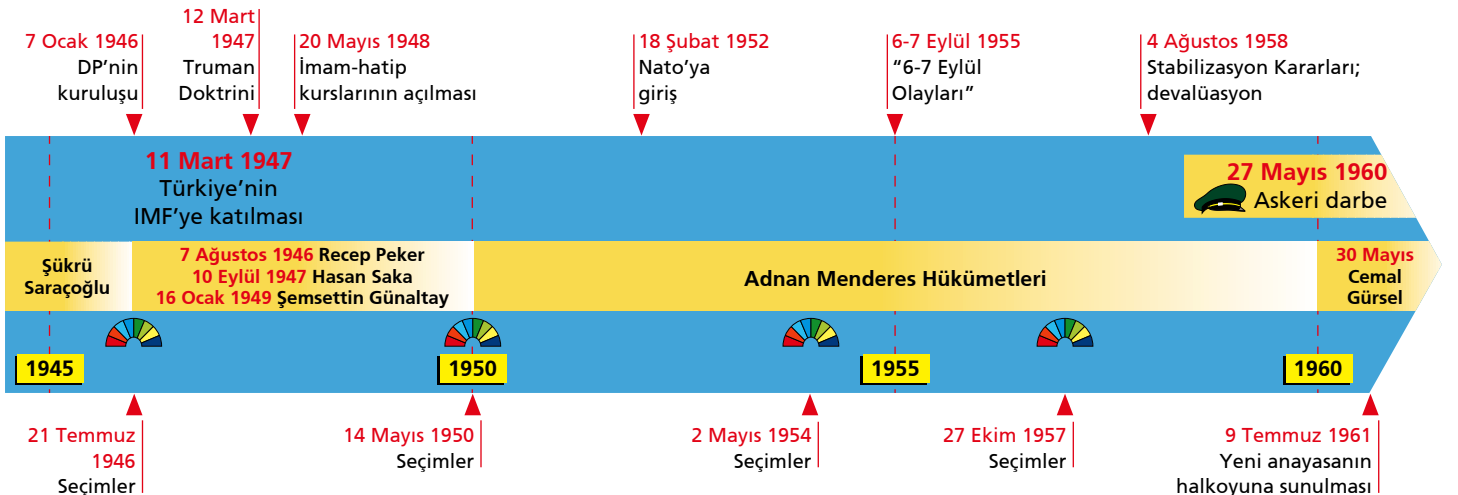 7 Ocak 1946
DP’nin
kuruluşu
12 Mart
1947
Truman
Doktrini
20 Mayıs 1948
İmam-hatip
kurslarının açılması
18 Şubat 1952
Nato’ya
giriş
6-7 Eylül 1955
“6-7 Eylül
Olayları”
4 Ağustos 1958
Stabilizasyon Kararları;
devalüasyon
11 Mart 1947
Türkiye’nin
IMF’ye katılması
27 Mayıs 1960
Askeri darbe
Şükrü
Saraçoğlu
7 Ağustos 1946 Recep Peker
10 Eylül 1947 Hasan Saka
16 Ocak 1949 Şemsettin Günaltay
Adnan Menderes Hükümetleri
30 Mayıs
Cemal
Gürsel
1945
1950
1955
1960
21 Temmuz
1946
Seçimler
14 Mayıs 1950
Seçimler
2 Mayıs 1954
Seçimler
27 Ekim 1957
Seçimler
9 Temmuz 1961
Yeni anayasanın
halkoyuna sunulması